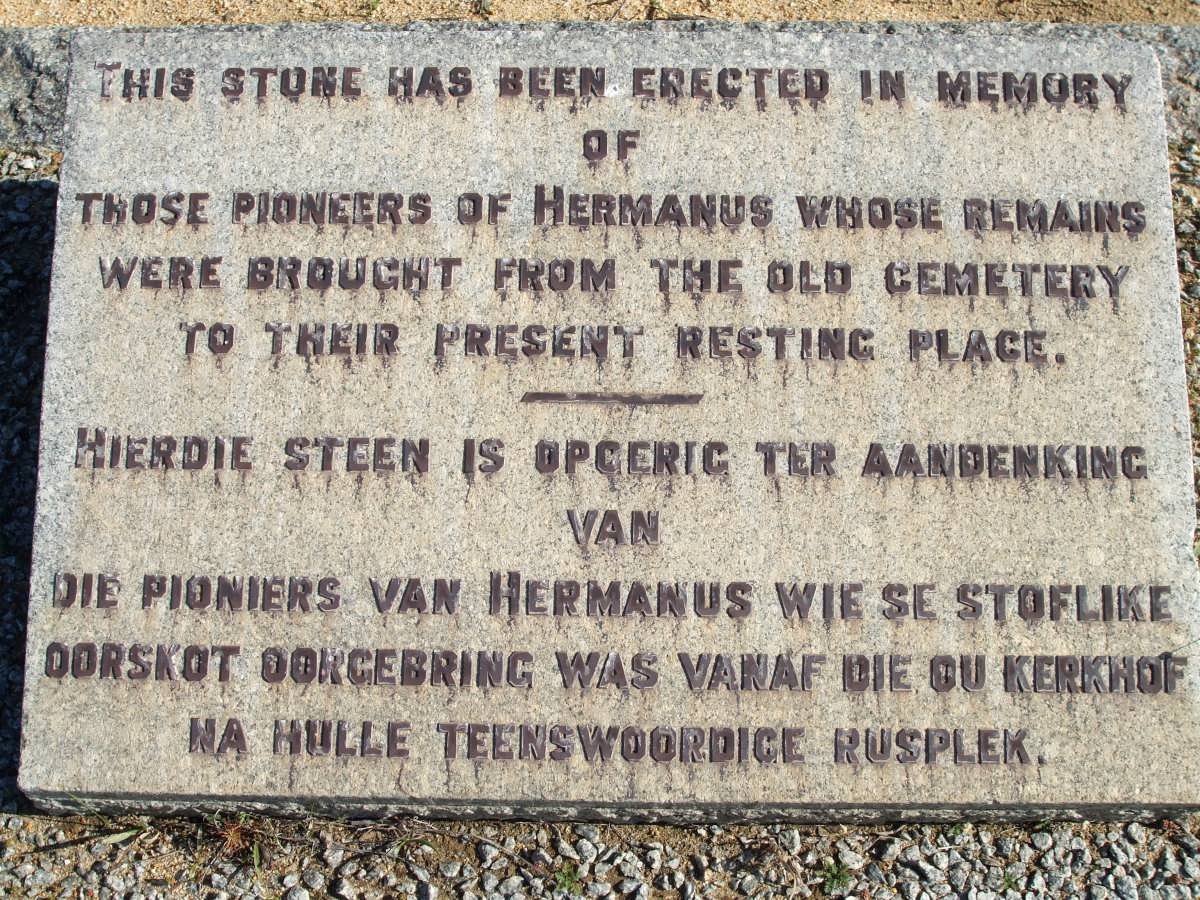 THIS STONE HAS BEEN ERECTED IN MEMORY
OF
THOSE PIONEERS OF HERMANUS WHOSE REMAINS
WERE BROUGHT FROM THE OLD CEMETERY
TO THEIR PRESENT RESTING PLACE.
HIERDIE STEEN IS OPGERIG TER AANDENKING
VAN
DIE PIONIERS VAN HERMANUS WIE SE STOFLIKE
OORSKOT OORGEBRING WAS VANAF DIE OU KERKHOF
NA HULLE TEENSWOORDIGE RUSPLEK.